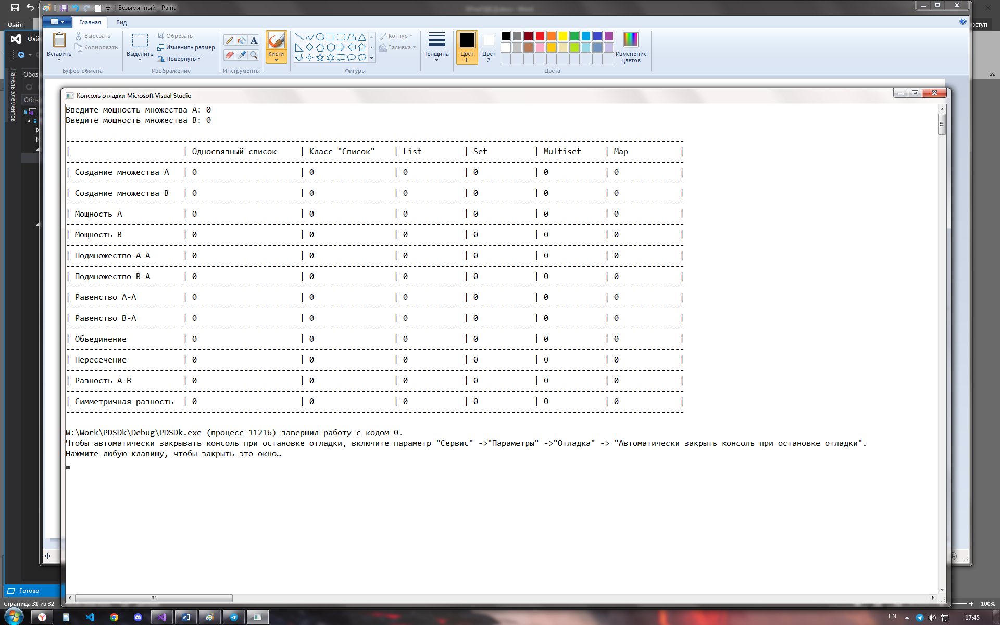 Безымянный - Paint
Файл
Главная
Вид
Вставить
Вырезать
Копировать
Буфер обмена
Выделить
Обрезать
Изменить размер
Повернуть
Изображение
Инструменты
Кисти
Фигуры
Контур
Заливка
Толщина
Цвет 1
Цвет 2
Изменение цветов
Цвета
Панель элементов
Консоль отладки Microsoft Visual Studio
Введите мощность множества A: 0
Введите мощность множества B: 0
| | Односвязный список | Класс "Список" | List | Set | Multiset | Map |
| Создание множества A | 0 | 0 | 0 | 0 | 0 | 0 |
| Создание множества B | 0 | 0 | 0 | 0 | 0 | 0 |
| Мощность A | 0 | 0 | 0 | 0 | 0 | 0 |
| Мощность B | 0 | 0 | 0 | 0 | 0 | 0 |
| Подмножество A-A | 0 | 0 | 0 | 0 | 0 | 0 |
| Подмножество B-A | 0 | 0 | 0 | 0 | 0 | 0 |
| Равенство A-A | 0 | 0 | 0 | 0 | 0 | 0 |
| Равенство B-A | 0 | 0 | 0 | 0 | 0 | 0 |
| Объединение | 0 | 0 | 0 | 0 | 0 | 0 |
| Пересечение | 0 | 0 | 0 | 0 | 0 | 0 |
| Разность A-B | 0 | 0 | 0 | 0 | 0 | 0 |
| Симметричная разность | 0 | 0 | 0 | 0 | 0 | 0 |
W:\Work\PDSDk\Debug\PDSDk.exe (процесс 11216) завершил работу с кодом 0.
Чтобы автоматически закрывать консоль при остановке отладки, включите параметр "Сервис" ->"Параметры" ->"Отладка" -> "Автоматически закрыть консоль при остановке отладки".
Нажмите любую клавишу, чтобы закрыть это окно…
Готово
Страница 31 из 32
100%
EN
17:45